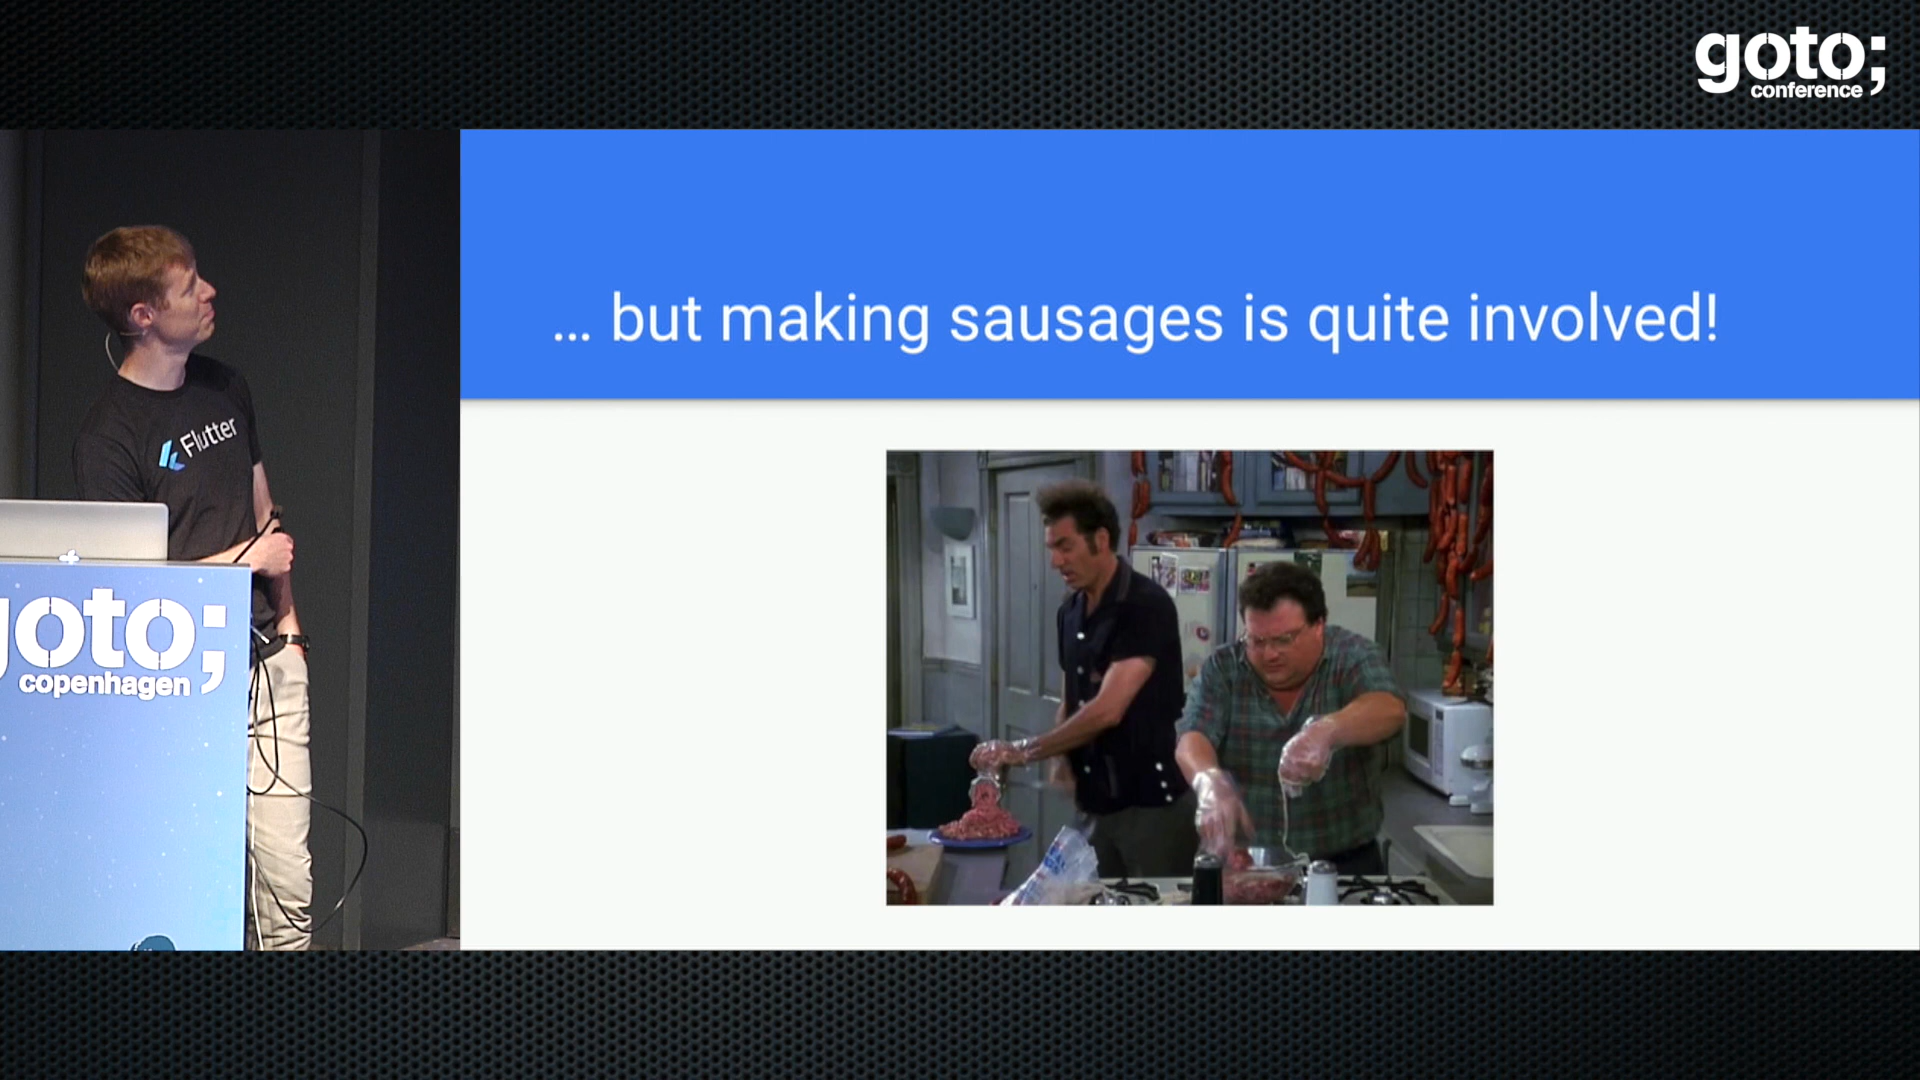 goto;
conference
... but making sausages is quite involved!
Flutter
goto;
copenhagen